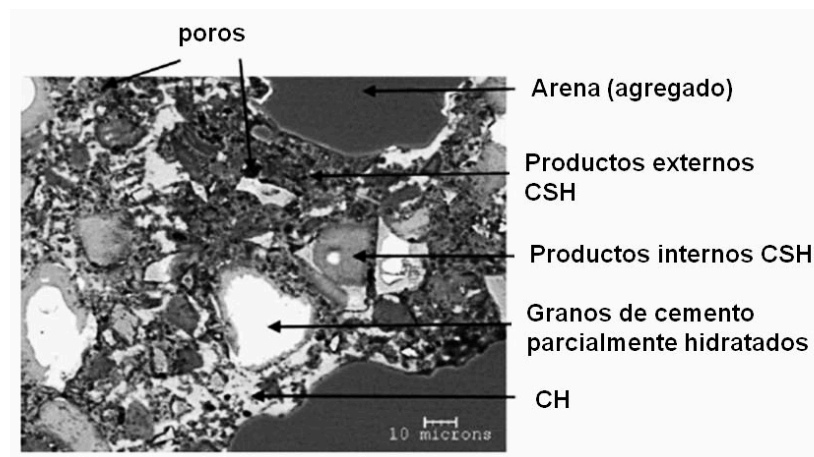 poros
Arena (agregado)
Productos externos
CSH
Productos internos CSH
Granos de cemento
parcialmente hidratados
CH
10 microns